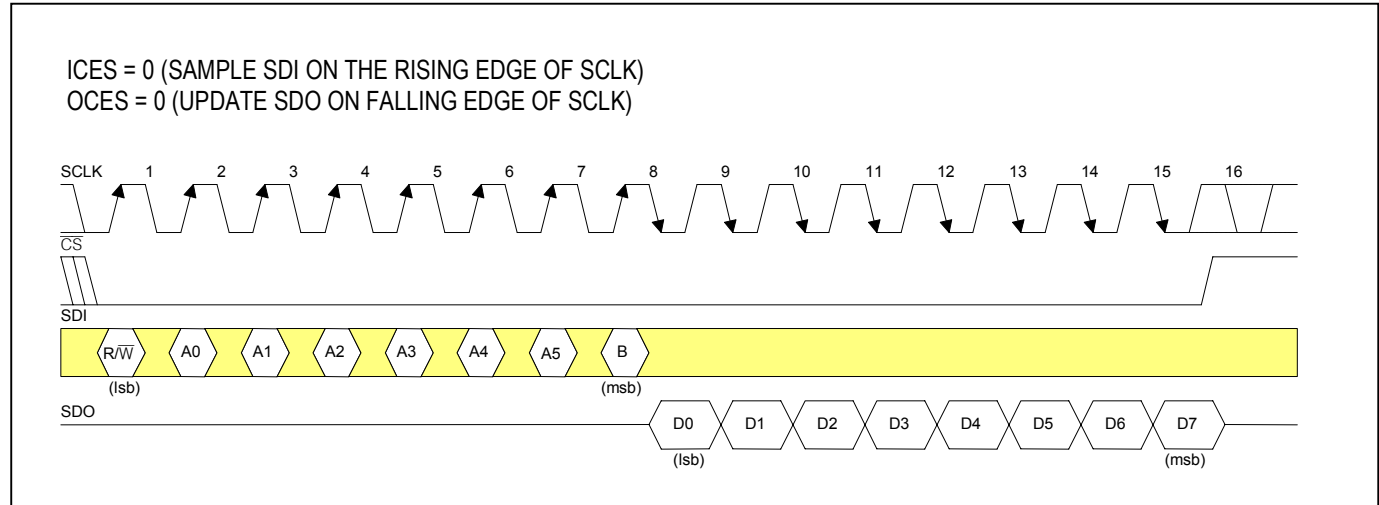 ICES = 0 (SAMPLE SDI ON THE RISING EDGE OF SCLK)
OCES = 0 (UPDATE SDO ON FALLING EDGE OF SCLK)
SCLK 1 2 3 4 5 6 7 8 9 10 11 12 13 14 15 16
C̅S̅
SDI
R/W̅ A0 A1 A2 A3 A4 A5 B
(lsb) (msb)
SDO
D0 D1 D2 D3 D4 D5 D6 D7
(lsb) (msb)